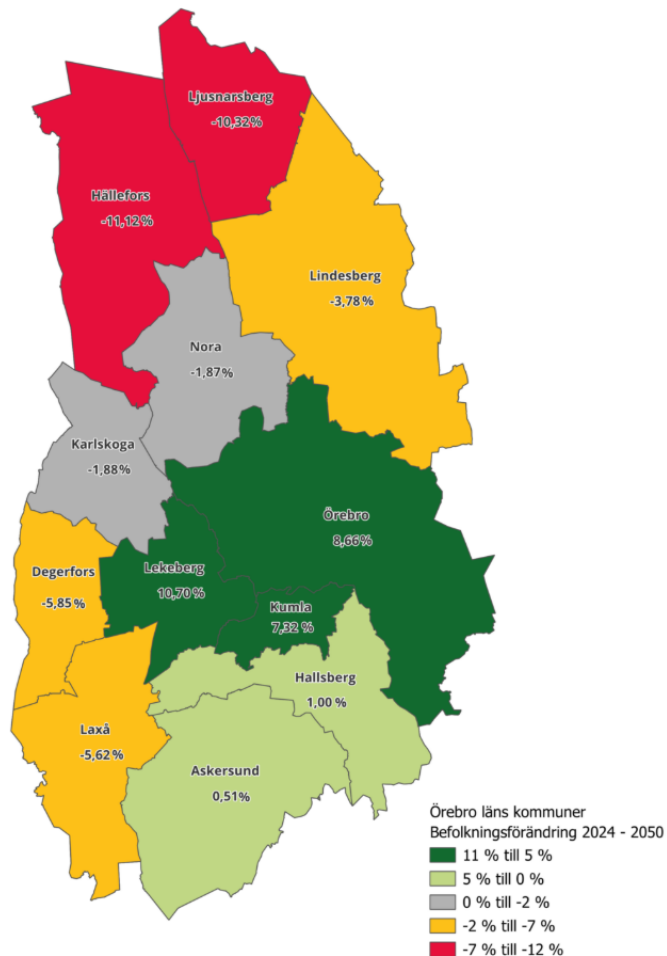 Ljusnarsberg
-10,32%
Hällefors
-11,12 %
Lindesberg
-3,78 %
Nora
-1,87%
Karlskoga
-1,88%
Örebro
8,66%
Degerfors
-5,85 %
Lekeberg
10,70 %
Kumla
7,32 %
Hallsberg
1,00 %
Laxå
-5,62 %
Askersund
0,51%
Örebro läns kommuner
Befolkningsförändring 2024 - 2050
11 % till 5 %
5 % till 0 %
0 % till -2 %
-2 % till -7 %
-7 % till -12 %